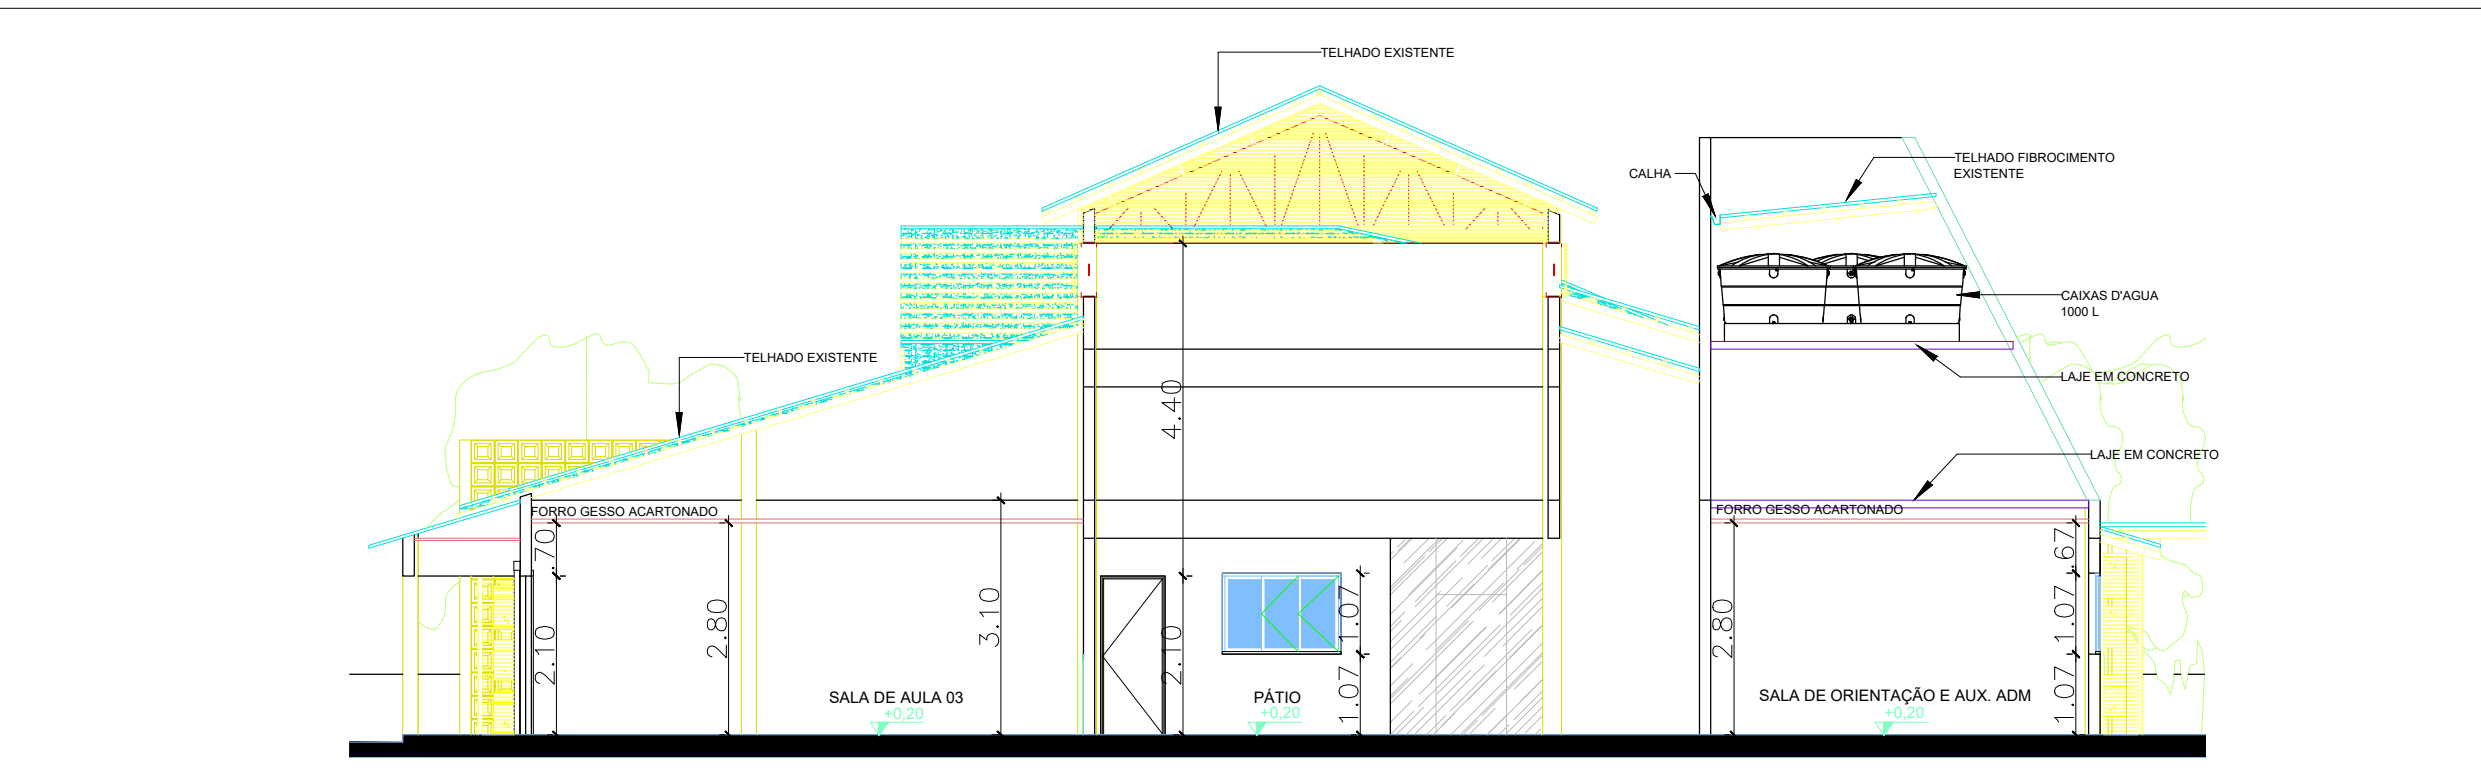 TELHADO EXISTENTE
TELHADO FIBROCIMENTO
EXISTENTE
CALHA
CAIXAS D'AGUA
1000 L
TELHADO EXISTENTE
LAJE EM CONCRETO
4.40
LAJE EM CONCRETO
FORRO GESSO ACARTONADO
FORRO GESSO ACARTONADO
.70
.67
2.10
2.80
3.10
2.10
1.07
1.07
2.80
1.07
1.07
SALA DE AULA 03
+0,20
PÁTIO
+0,20
SALA DE ORIENTAÇÃO E AUX. ADM
+0,20